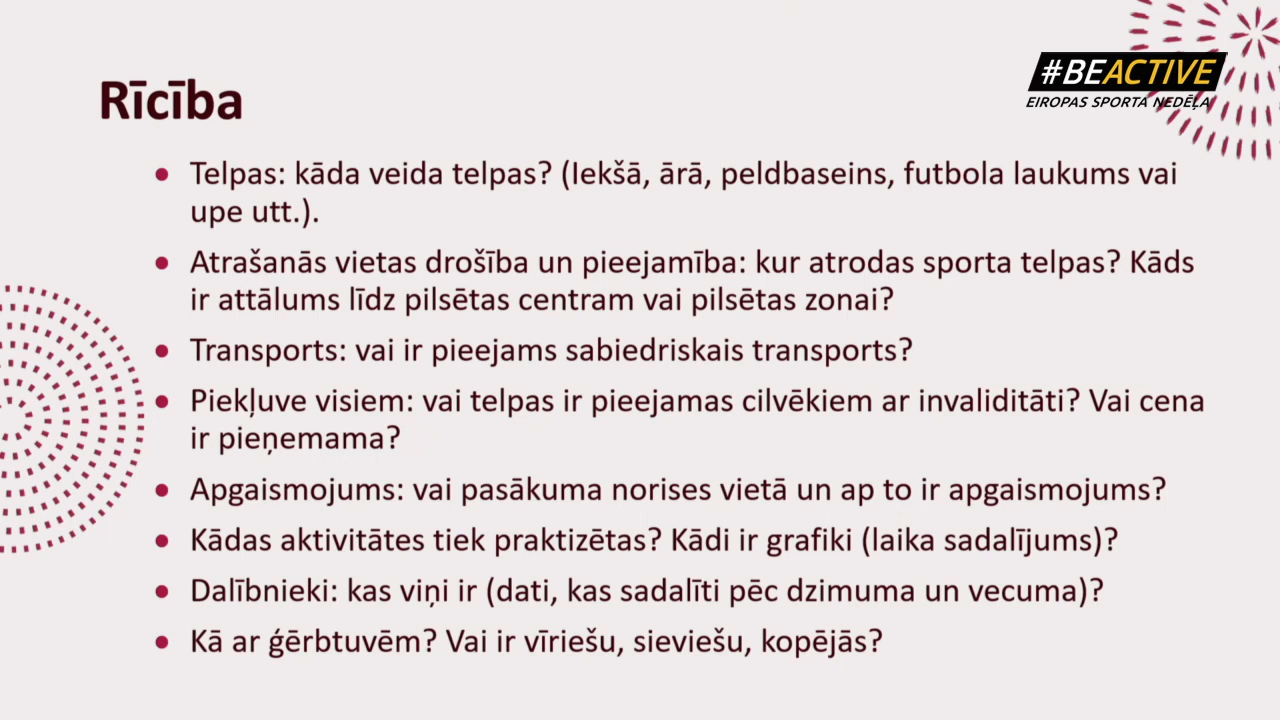 #BEACTIVE
EIROPAS SPORTA NEDĒĻA
Rīcība
• Telpas: kāda veida telpas? (Iekšā, ārā, peldbaseins, futbola laukums vai
upe utt.).
• Atrašanās vietas drošība un pieejamība: kur atrodas sporta telpas? Kāds
ir attālums līdz pilsētas centram vai pilsētas zonai?
• Transports: vai ir pieejams sabiedriskais transports?
• Piekļuve visiem: vai telpas ir pieejamas cilvēkiem ar invaliditāti? Vai cena
ir pieņemama?
• Apgaismojums: vai pasākuma norises vietā un ap to ir apgaismojums?
• Kādas aktivitātes tiek praktizētas? Kādi ir grafiki (laika sadalījums)?
• Dalībnieki: kas viņi ir (dati, kas sadalīti pēc dzimuma un vecuma)?
• Kā ar ģērbtuvēm? Vai ir vīriešu, sieviešu, kopējās?